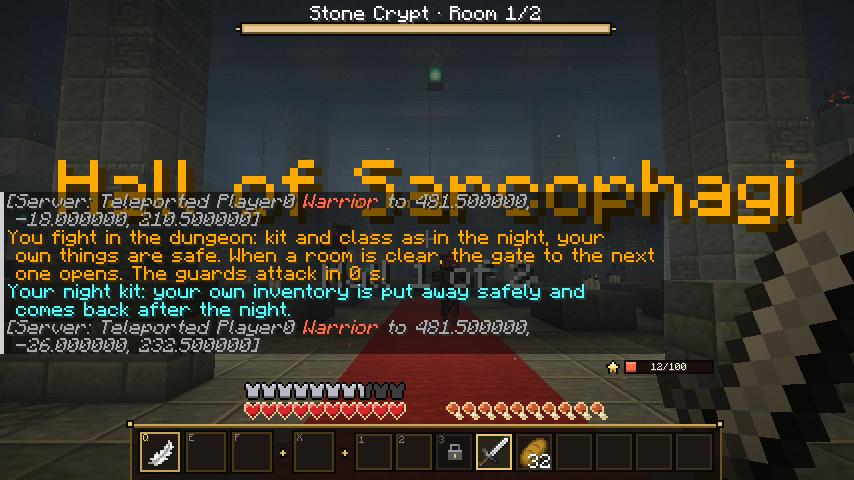 Stone Crypt · Room 1/2
Hall of Sarcophagi
[Server: Teleported Player0 Warrior to 481.500000,
-18.000000, 210.500000]
You fight in the dungeon: kit and class as in the night, your
own things are safe. When a room is clear, the gate to the next
one opens. The guards attack in 0 s.
Hall 1 of 2
Your night kit: your own inventory is put away safely and
comes back after the night.
[Server: Teleported Player0 Warrior to 481.500000,
-26.000000, 232.500000]
12/100
Q E F X 1 2 3
32